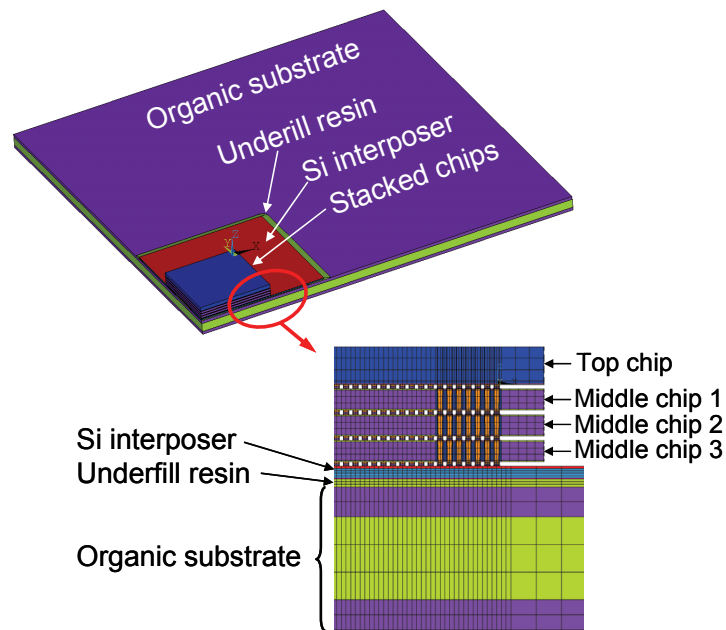 Organic substrate
Underill resin
Si interposer
Stacked chips
Z
Y
X
Top chip
Middle chip 1
Middle chip 2
Middle chip 3
Si interposer
Underfill resin
Organic substrate